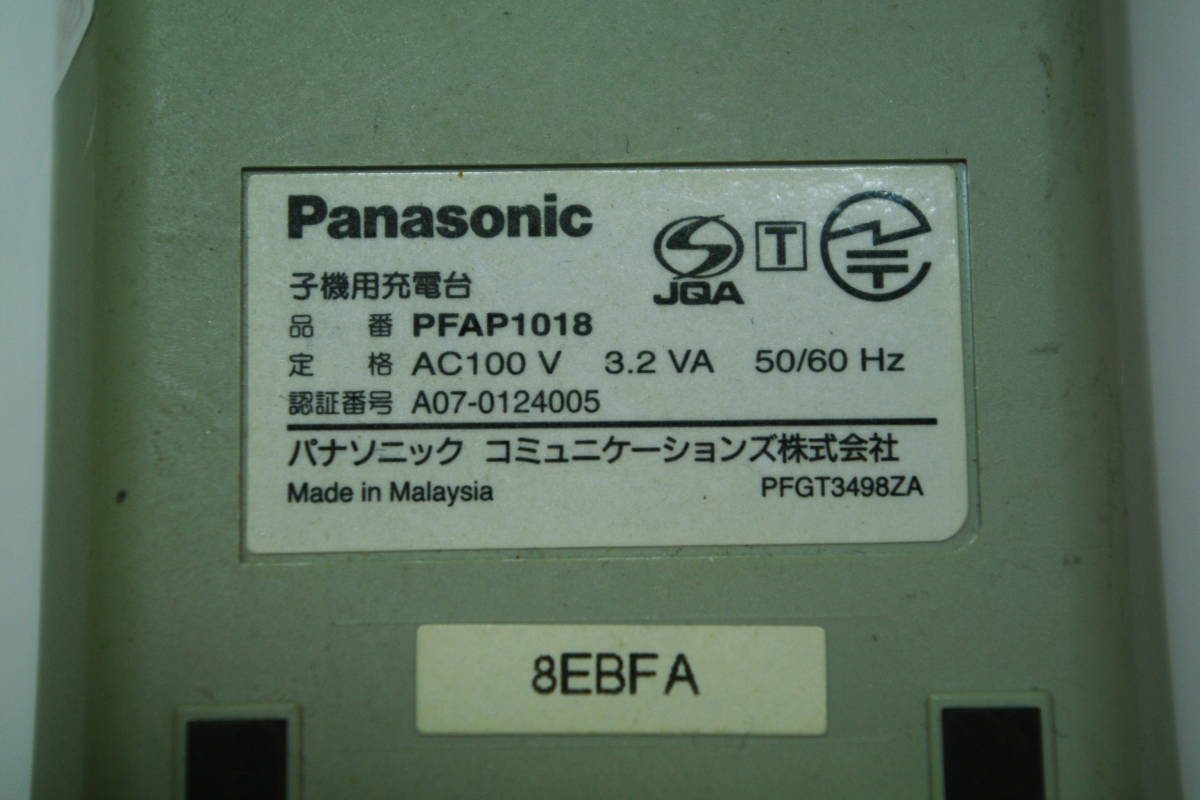 Panasonic
JQA
T
子機用充電台
品番 PFAP1018
定格 AC100 V 3.2 VA 50/60 Hz
認証番号 A07-0124005
パナソニック コミュニケーションズ株式会社
Made in Malaysia PFGT3498ZA
8EBFA